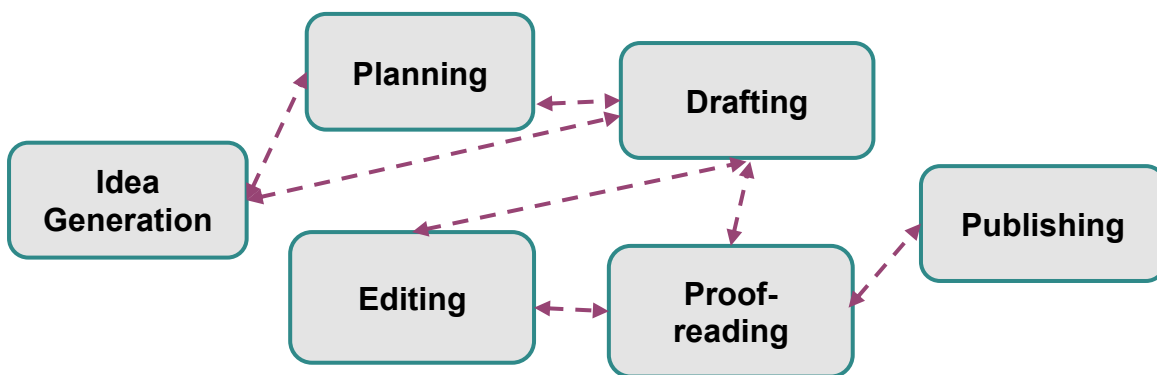 Planning
Drafting
Idea
Generation
Publishing
Editing
Proof-
reading